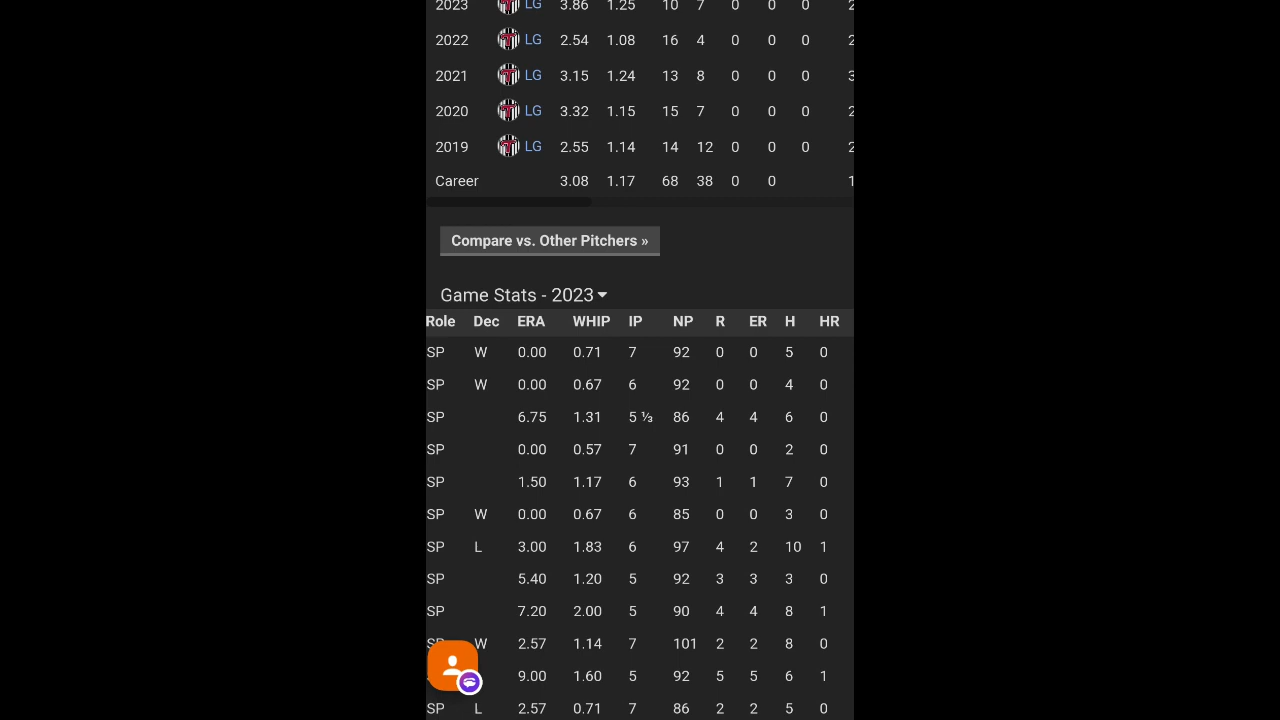 2023 LG 3.86 1.25 10 7 0 0 0 2
2022 LG 2.54 1.08 16 4 0 0 0 2
2021 LG 3.15 1.24 13 8 0 0 0 3
2020 LG 3.32 1.15 15 7 0 0 0 2
2019 LG 2.55 1.14 14 12 0 0 0 2
Career 3.08 1.17 68 38 0 0 1
Compare vs. Other Pitchers »
Game Stats - 2023
Role Dec ERA WHIP IP NP R ER H HR
SP W 0.00 0.71 7 92 0 0 5 0
SP W 0.00 0.67 6 92 0 0 4 0
SP 6.75 1.31 5 ⅓ 86 4 4 6 0
SP 0.00 0.57 7 91 0 0 2 0
SP 1.50 1.17 6 93 1 1 7 0
SP W 0.00 0.67 6 85 0 0 3 0
SP L 3.00 1.83 6 97 4 2 10 1
SP 5.40 1.20 5 92 3 3 3 0
SP 7.20 2.00 5 90 4 4 8 1
SP W 2.57 1.14 7 101 2 2 8 0
9.00 1.60 5 92 5 5 6 1
SP L 2.57 0.71 7 86 2 2 5 0